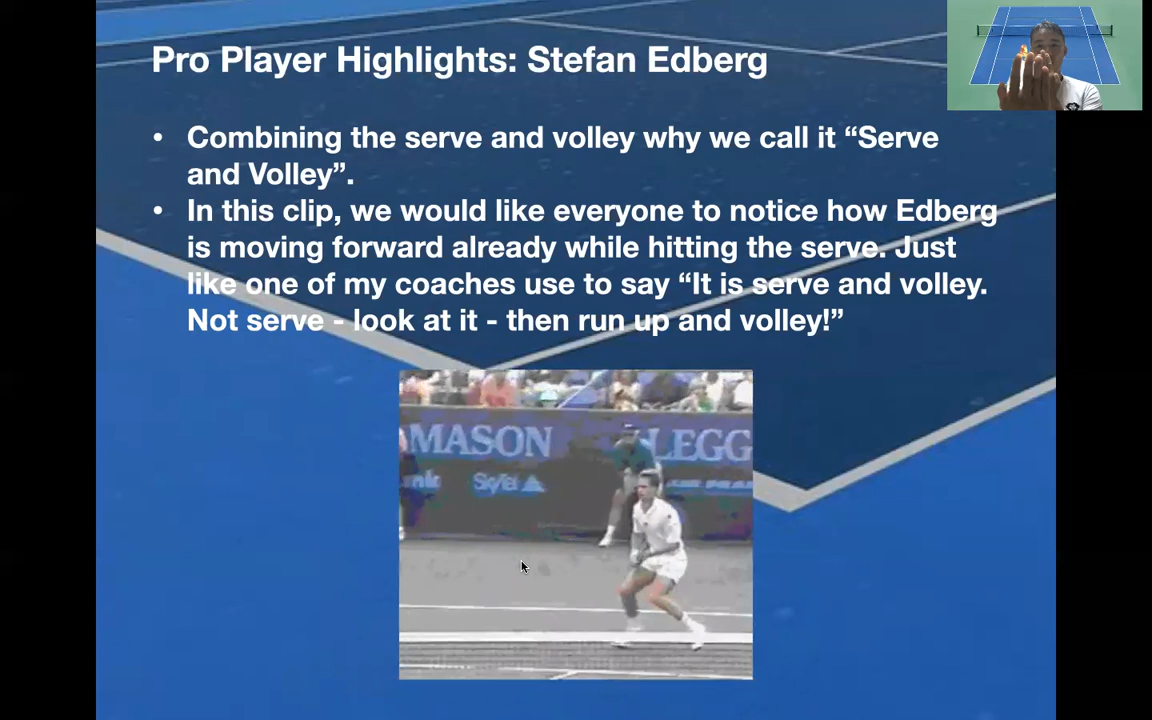 Pro Player Highlights: Stefan Edberg
• Combining the serve and volley why we call it “Serve
and Volley”.
• In this clip, we would like everyone to notice how Edberg
is moving forward already while hitting the serve. Just
like one of my coaches use to say “It is serve and volley.
Not serve - look at it - then run up and volley!”
MASON LEGG
SkyTel